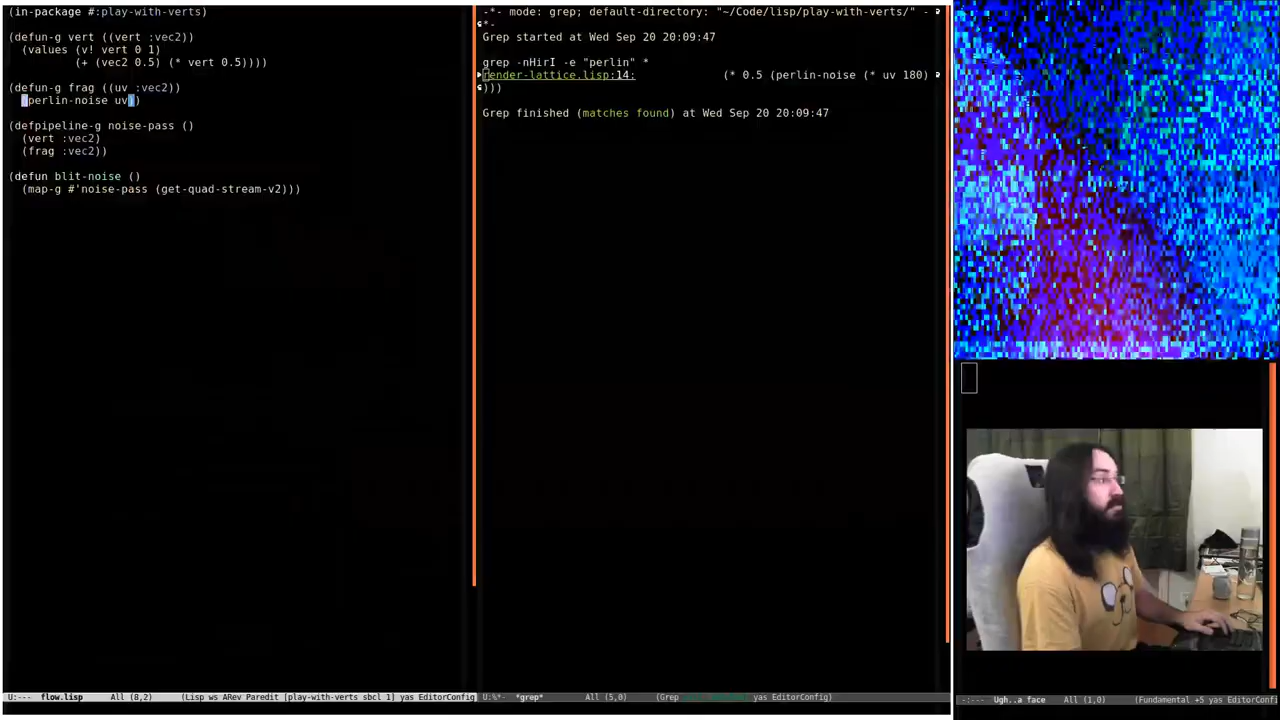 (in-package #:play-with-verts)
(defun-g vert ((vert :vec2))
(values (v! vert 0 1)
(+ (vec2 0.5) (* vert 0.5))))
(defun-g frag ((uv :vec2))
(perlin-noise uv))
(defpipeline-g noise-pass ()
(vert :vec2)
(frag :vec2))
(defun blit-noise ()
(map-g #'noise-pass (get-quad-stream-v2)))
U:--- flow.lisp All (8,2) (Lisp ws ARev Paredit [play-with-verts sbcl 1] yas EditorConfig
-*- mode: grep; default-directory: "~/Code/lisp/play-with-verts/" -
*-
Grep started at Wed Sep 20 20:09:47
grep -nHirI -e "perlin" *
render-lattice.lisp:14: (* 0.5 (perlin-noise (* uv 180)
)))
Grep finished (matches found) at Wed Sep 20 20:09:47
U:%*- *grep* All (5,0) (Grep yas EditorConfig)
-:--- Ugh..a face All (1,0) (Fundamental +5 yas EditorConfi